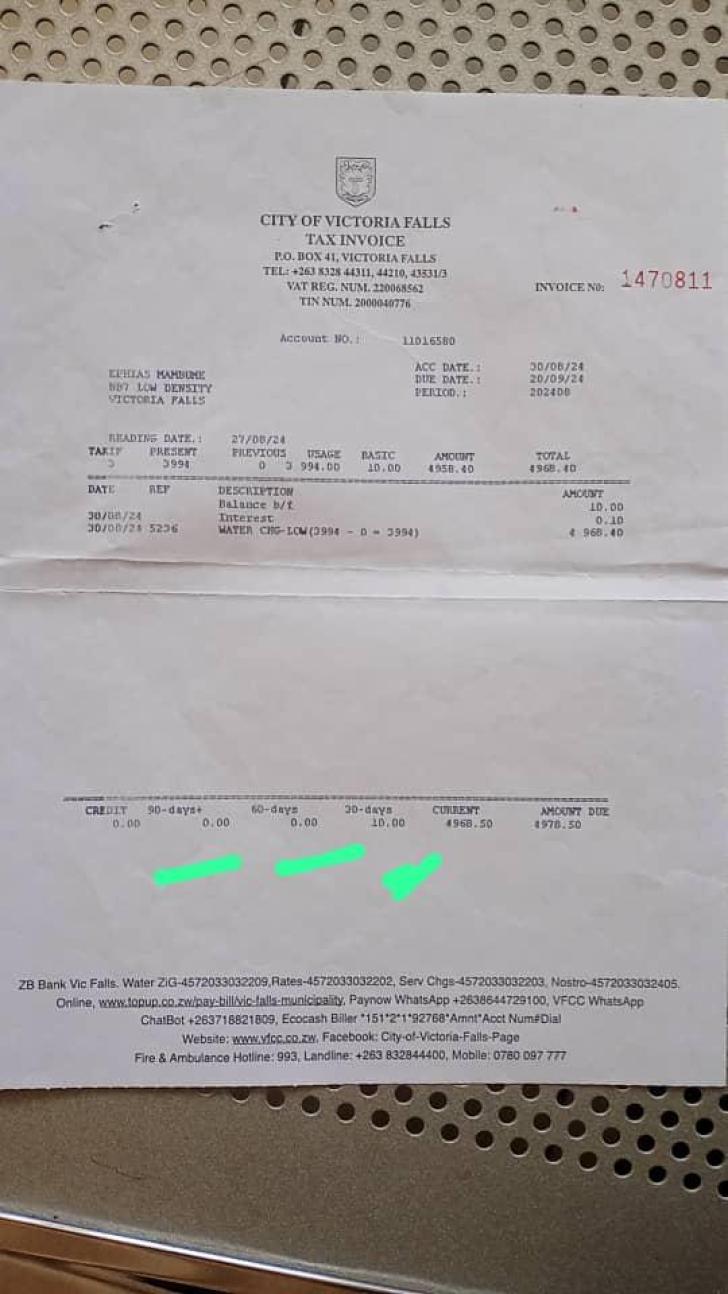 CITY OF VICTORIA FALLS
TAX INVOICE
P.O. BOX 41, VICTORIA FALLS
TEL: +263 8328 44311, 44210, 43531/3
VAT REG. NUM. 220068562
TIN NUM. 2000040776
INVOICE N0: 1470811
Account NO.: 11016580
EPHIAS MAMBUME
887 LOW DENSITY
VICTORIA FALLS
ACC DATE.: 30/08/24
DUE DATE.: 20/09/24
PERIOD.: 202408
READING DATE.: 27/08/24
TARIF PRESENT PREVIOUS USAGE BASIC AMOUNT TOTAL
3 3994 0 3 994.00 10.00 4958.40 4968.40
DATE REF DESCRIPTION AMOUNT
Balance b/f 10.00
30/08/24 Interest 0.10
30/08/24 5236 WATER CHG-LOW(3994 - 0 = 3994) 4 968.40
CREDIT 90-days+ 60-days 30-days CURRENT AMOUNT DUE
0.00 0.00 0.00 10.00 4968.50 4978.50
ZB Bank Vic Falls. Water ZiG-4572033032209,Rates-4572033032202, Serv Chgs-4572033032203, Nostro-4572033032405.
Online, www.topup.co.zw/pay-bill/vic-falls-municipality, Paynow WhatsApp +2638644729100, VFCC WhatsApp
ChatBot +263718821809, Ecocash Biller *151*2*1*92768*Amnt*Acct Num#Dial
Website: www.vfcc.co.zw, Facebook: City-of-Victoria-Falls-Page
Fire & Ambulance Hotline: 993, Landline: +263 832844400, Mobile: 0780 097 777